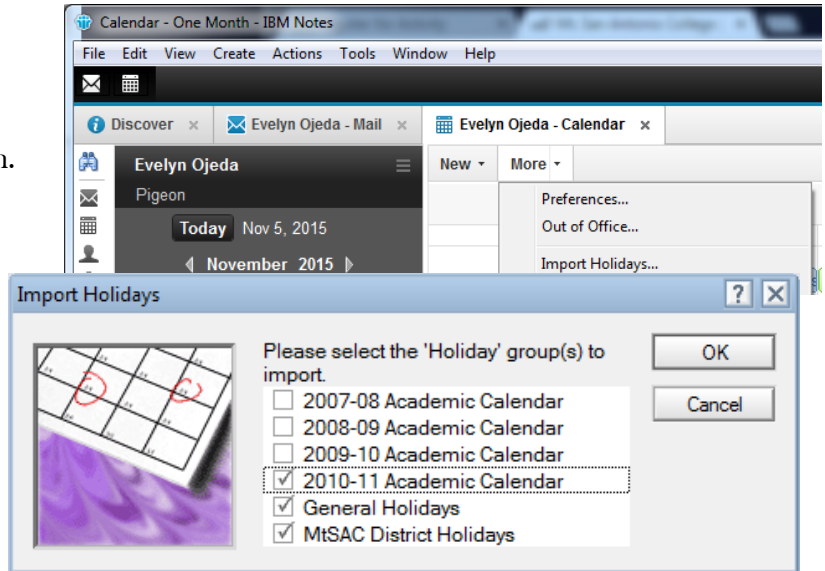 Calendar - One Month - IBM Notes
File Edit View Create Actions Tools Window Help
Discover Evelyn Ojeda - Mail Evelyn Ojeda - Calendar
n.
Evelyn Ojeda
New More
Pigeon
Preferences...
Today Nov 5, 2015
Out of Office...
November 2015
Import Holidays...
Import Holidays
Please select the 'Holiday' group(s) to
import.
2007-08 Academic Calendar
2008-09 Academic Calendar
2009-10 Academic Calendar
2010-11 Academic Calendar
General Holidays
MtSAC District Holidays
OK
Cancel